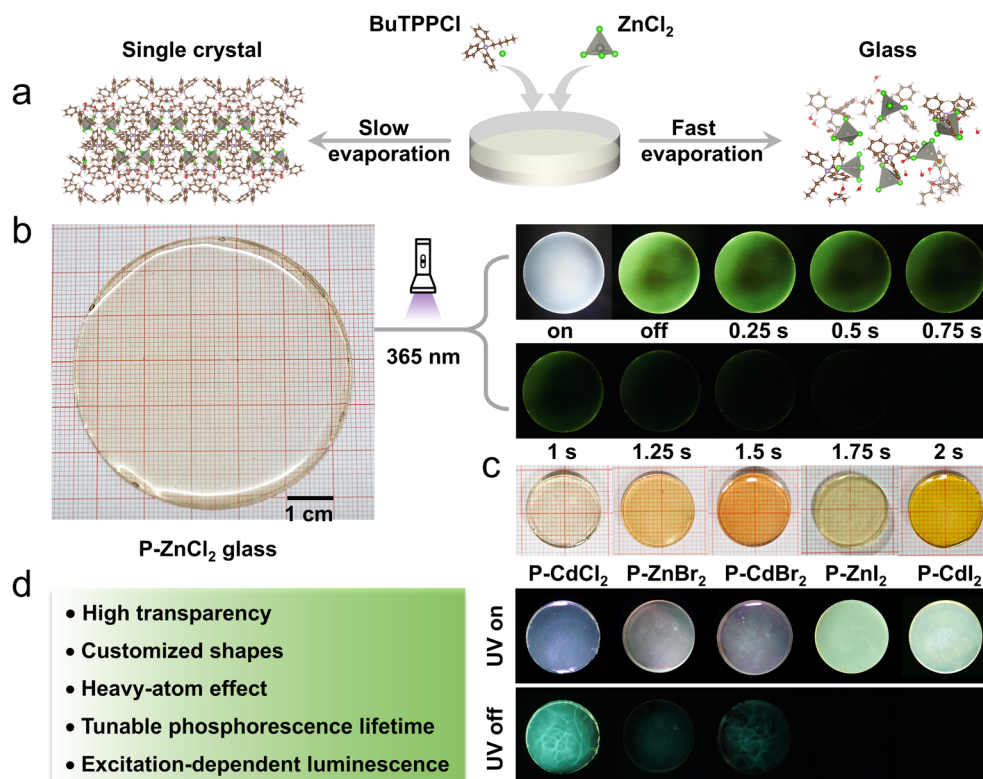 a
Single crystal
BuTPPCl
ZnCl₂
Glass
Slow
evaporation
Fast
evaporation
b
365 nm
on
off
0.25 s
0.5 s
0.75 s
1 s
1.25 s
1.5 s
1.75 s
2 s
1 cm
P-ZnCl₂ glass
c
P-CdCl₂
P-ZnBr₂
P-CdBr₂
P-ZnI₂
P-CdI₂
UV on
UV off
d
• High transparency
• Customized shapes
• Heavy-atom effect
• Tunable phosphorescence lifetime
• Excitation-dependent luminescence